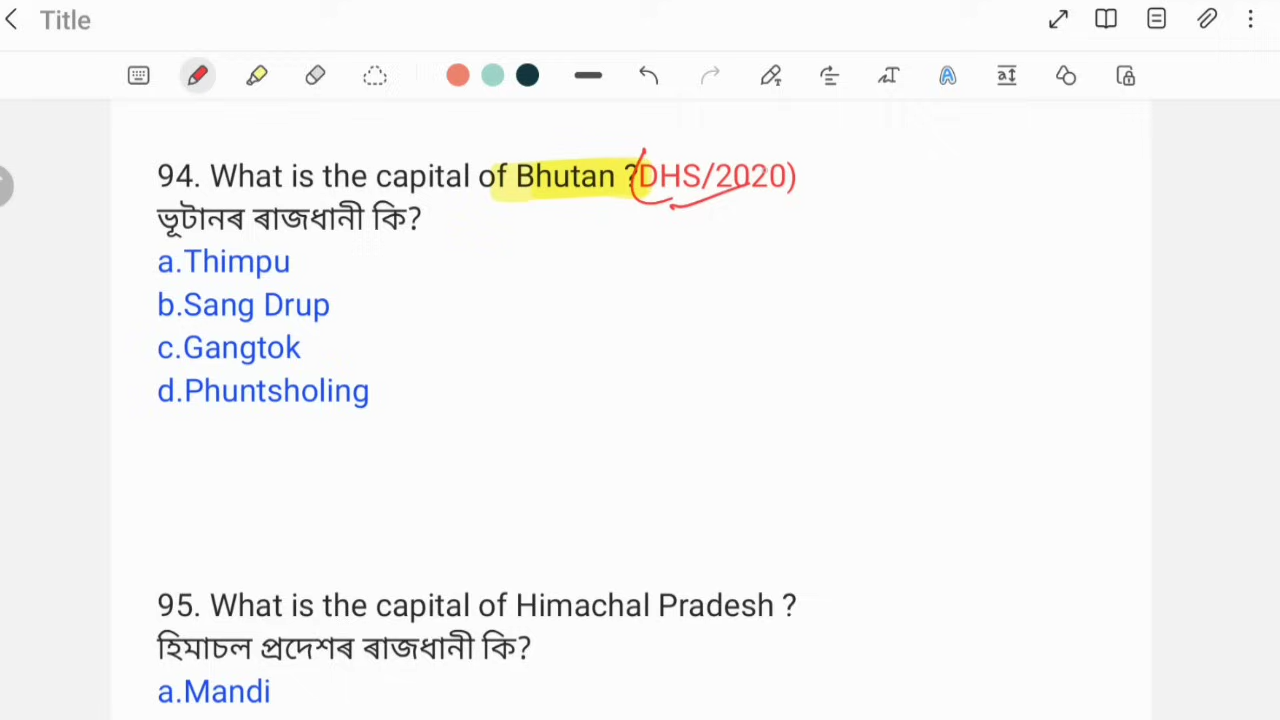 Title
94. What is the capital of Bhutan ?DHS/2020)
ভূটানৰ ৰাজধানী কি?
a.Thimpu
b.Sang Drup
c.Gangtok
d.Phuntsholing
95. What is the capital of Himachal Pradesh ?
হিমাচল প্ৰদেশৰ ৰাজধানী কি?
a.Mandi